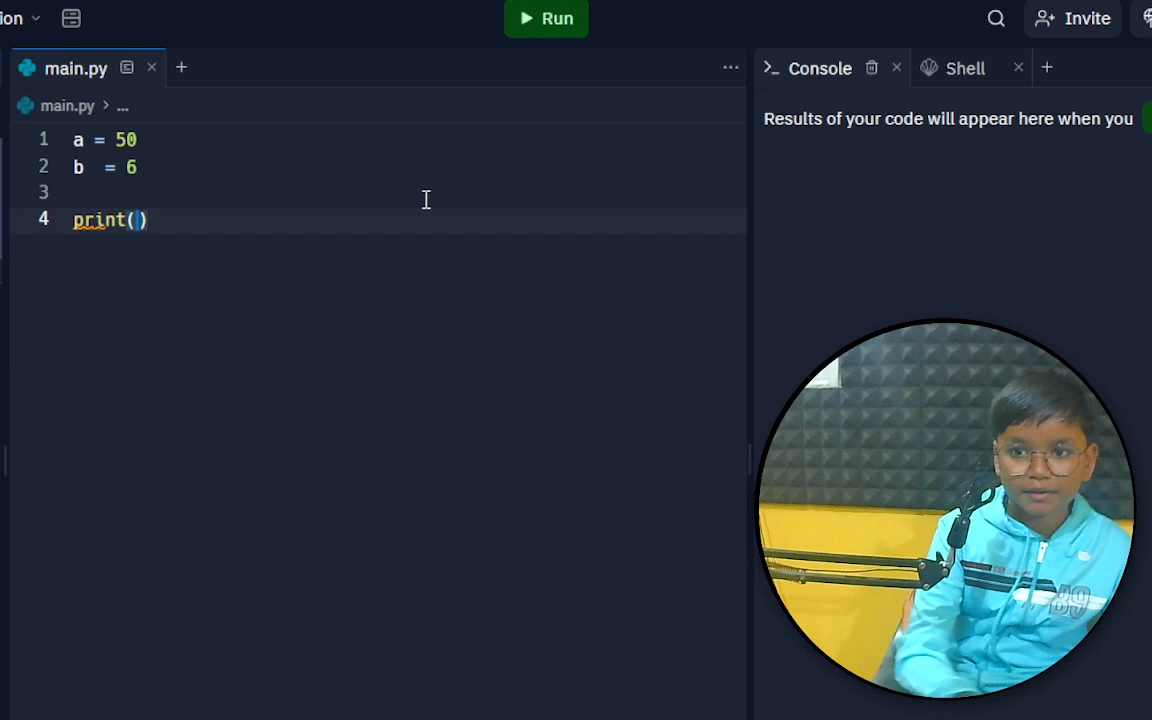 ion
Run
Invite
main.py
Console
Shell
main.py > ...
Results of your code will appear here when you
1 a = 50
2 b  = 6
3
4 print()
89